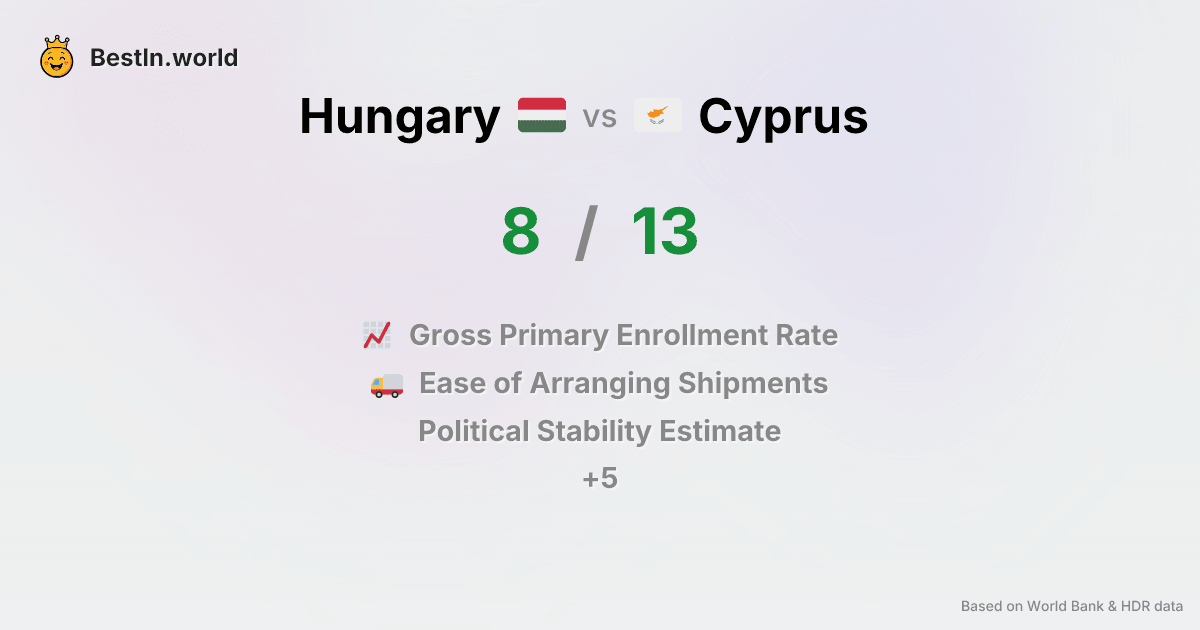 BestIn.world
Hungary vs Cyprus
8 / 13
Gross Primary Enrollment Rate
Ease of Arranging Shipments
Political Stability Estimate
+5
Based on World Bank & HDR data